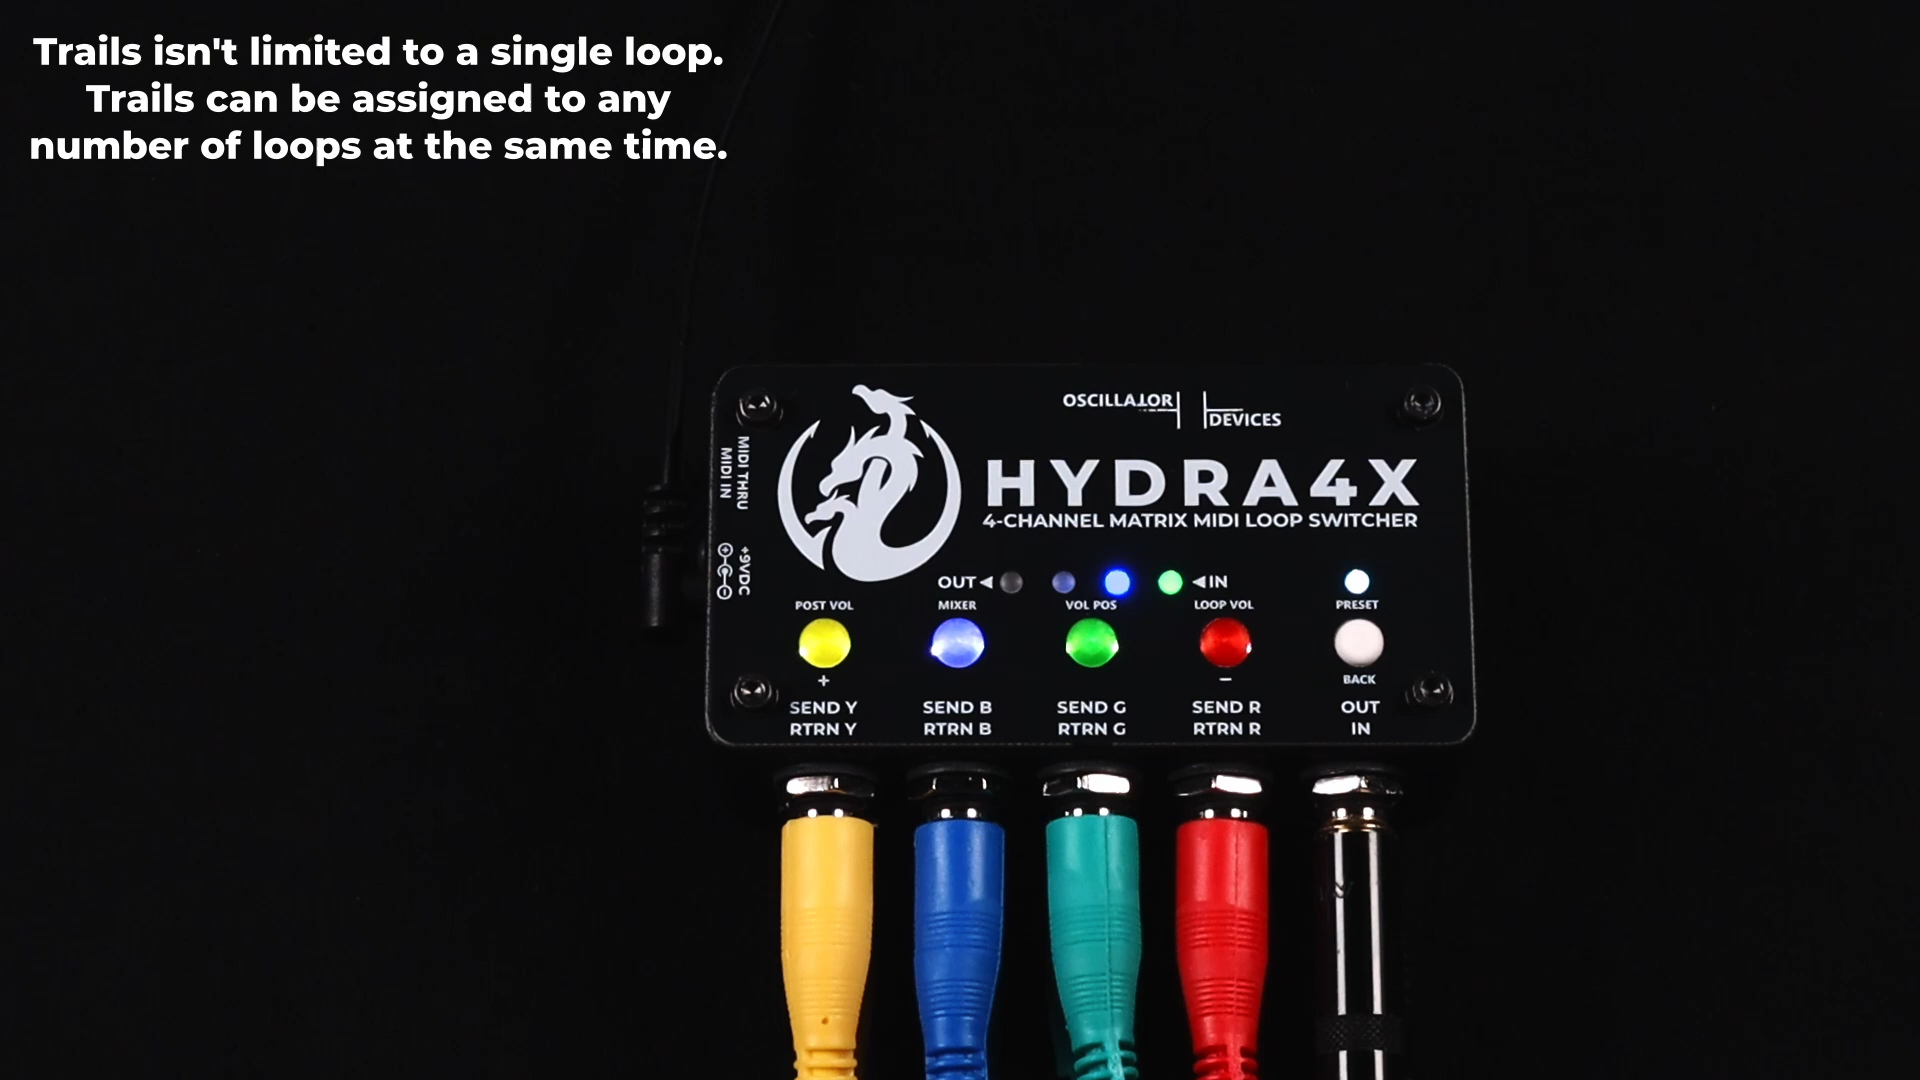 Trails isn't limited to a single loop.
Trails can be assigned to any
number of loops at the same time.
OSCILLATOR
DEVICES
HYDRA4X
4-CHANNEL MATRIX MIDI LOOP SWITCHER
MIDI THRU
MIDI IN
+9VDC
OUT◀ ◀IN
POST VOL MIXER VOL POS LOOP VOL PRESET
+ − BACK
SEND Y SEND B SEND G SEND R OUT
RTRN Y RTRN B RTRN G RTRN R IN